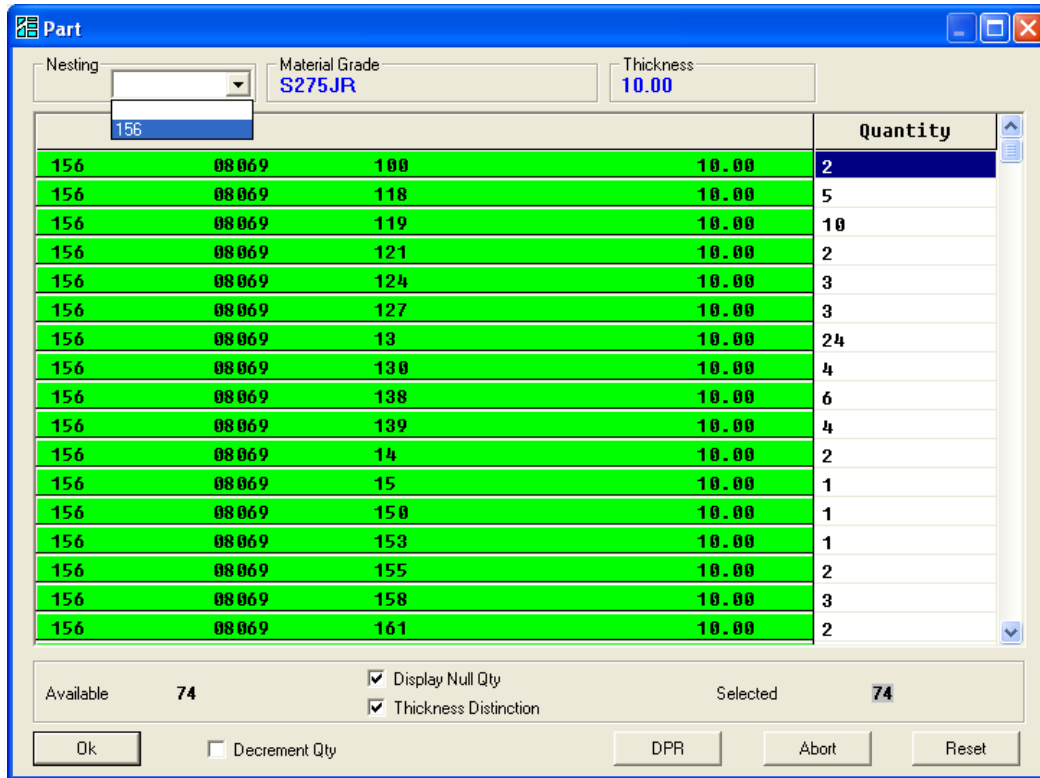 Part
Nesting Material Grade Thickness
S275JR 10.00
156
Quantity
156 08069 100 10.00 2
156 08069 118 10.00 5
156 08069 119 10.00 10
156 08069 121 10.00 2
156 08069 124 10.00 3
156 08069 127 10.00 3
156 08069 13 10.00 24
156 08069 130 10.00 4
156 08069 138 10.00 6
156 08069 139 10.00 4
156 08069 14 10.00 2
156 08069 15 10.00 1
156 08069 150 10.00 1
156 08069 153 10.00 1
156 08069 155 10.00 2
156 08069 158 10.00 3
156 08069 161 10.00 2
Available 74 Display Null Qty Selected 74
Thickness Distinction
Ok Decrement Qty DPR Abort Reset